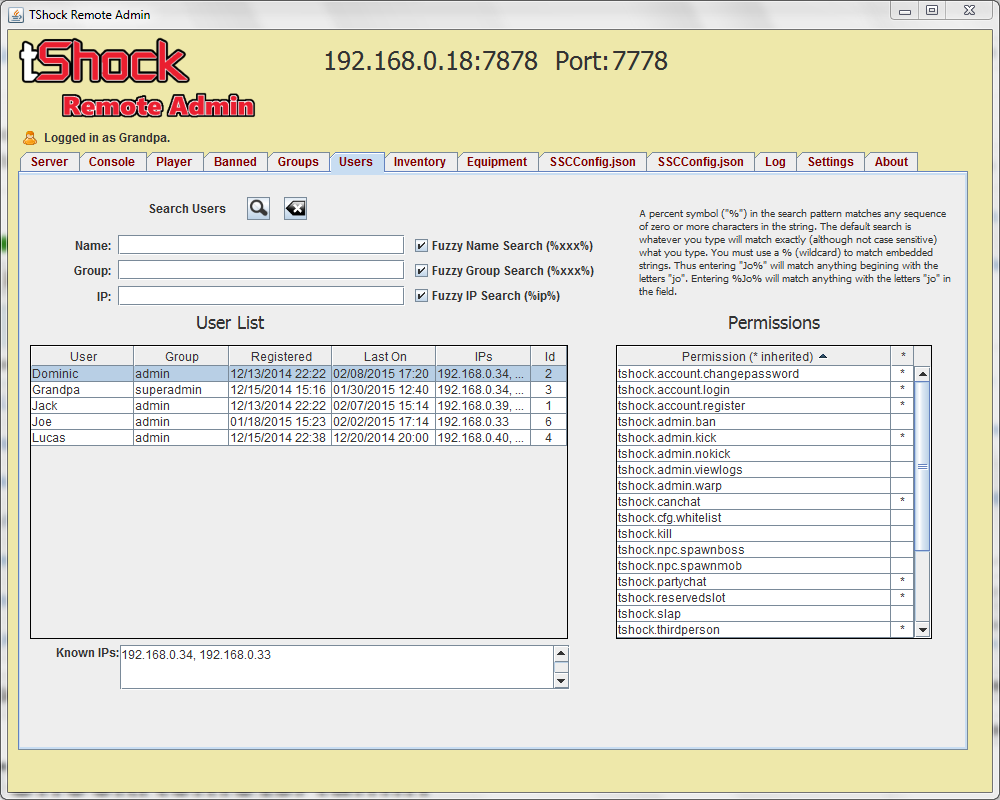 TShock Remote Admin
tShock
Remote Admin
192.168.0.18:7878 Port: 7778
Logged in as Grandpa.
Server Console Player Banned Groups Users Inventory Equipment SSCConfig.json SSCConfig.json Log Settings About
Search Users
Name: Fuzzy Name Search (%xxx%)
Group: Fuzzy Group Search (%xxx%)
IP: Fuzzy IP Search (%ip%)
A percent symbol ("%") in the search pattern matches any sequence
of zero or more characters in the string. The default search is
whatever you type will match exactly (although not case sensitive)
what you type. You must use a % (wildcard) to match embedded
strings. Thus entering "Jo%" will match anything begining with the
letters "jo". Entering %Jo% will match anything with the letters "jo" in
the field.
User List
User Group Registered Last On IPs Id
Dominic admin 12/13/2014 22:22 02/08/2015 17:20 192.168.0.34, ... 2
Grandpa superadmin 12/15/2014 15:16 01/30/2015 12:40 192.168.0.34, ... 3
Jack admin 12/13/2014 22:22 02/07/2015 15:14 192.168.0.39, ... 1
Joe admin 01/18/2015 15:23 02/02/2015 17:14 192.168.0.33 6
Lucas admin 12/15/2014 22:38 12/20/2014 20:00 192.168.0.40, ... 4
Known IPs: 192.168.0.34, 192.168.0.33
Permissions
Permission (* inherited) *
tshock.account.changepassword *
tshock.account.login *
tshock.account.register *
tshock.admin.ban
tshock.admin.kick *
tshock.admin.nokick
tshock.admin.viewlogs
tshock.admin.warp
tshock.canchat *
tshock.cfg.whitelist
tshock.kill
tshock.npc.spawnboss
tshock.npc.spawnmob
tshock.partychat *
tshock.reservedslot *
tshock.slap
tshock.thirdperson *